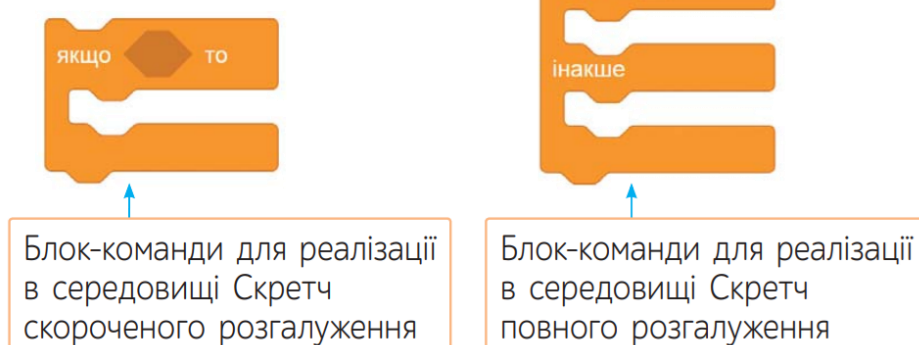 якщо то
інакше
Блок-команди для реалізації
в середовищі Скретч
скороченого розгалуження
Блок-команди для реалізації
в середовищі Скретч
повного розгалуження